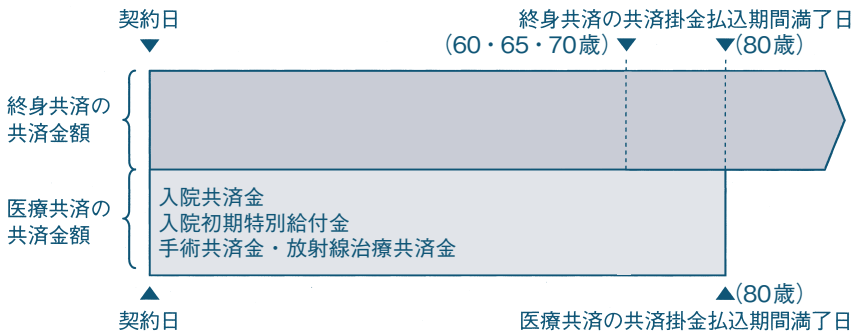 契約日
終身共済の共済掛金払込期間満了日
(60・65・70歳)
(80歳)
終身共済の
共済金額
医療共済の
共済金額
入院共済金
入院初期特別給付金
手術共済金・放射線治療共済金
(80歳)
契約日
医療共済の共済掛金払込期間満了日